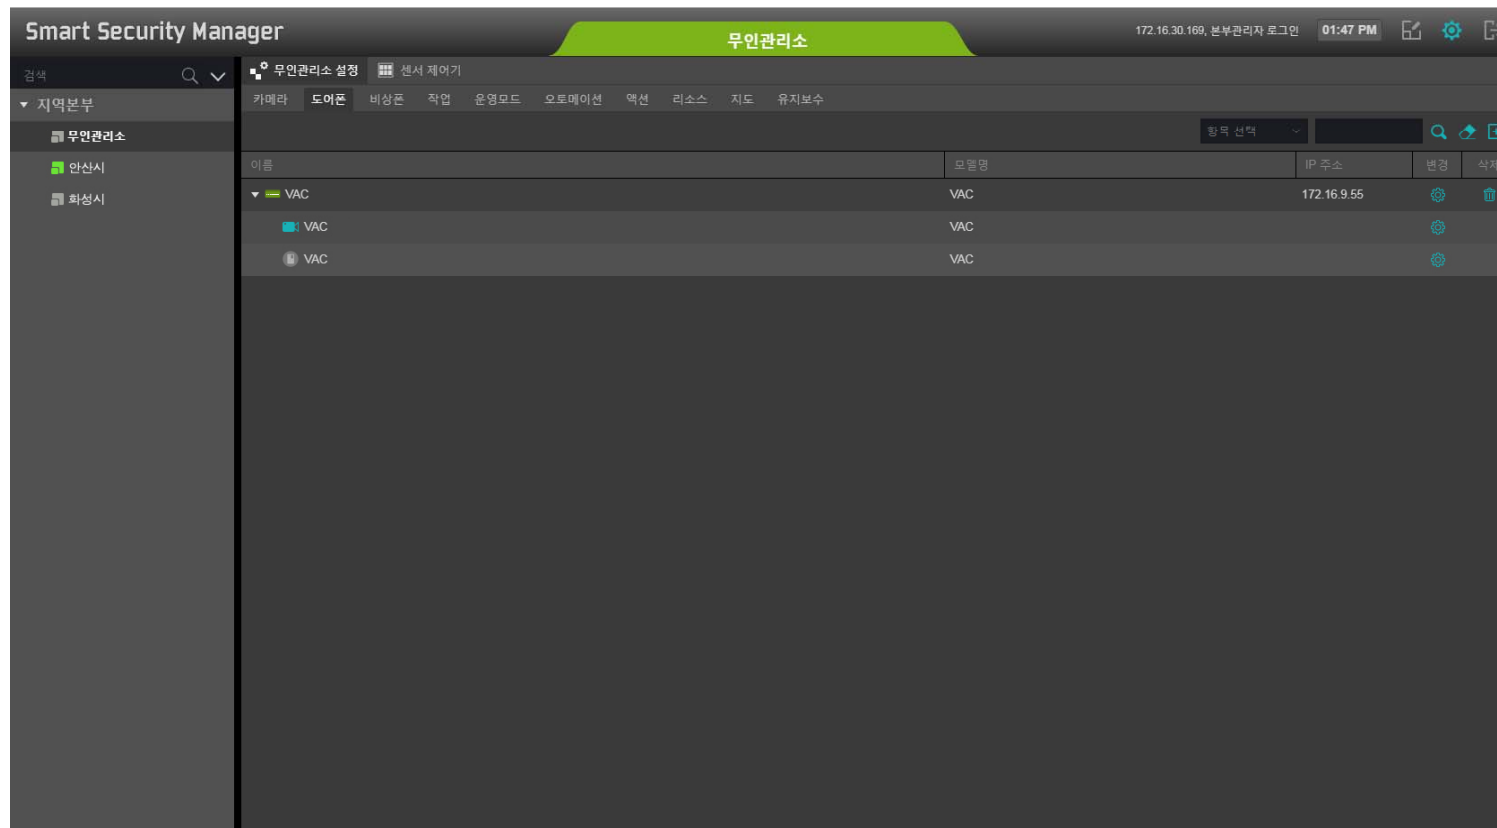 Smart Security Manager
무인관리소
172.16.30.169, 본부관리자 로그인 01:47 PM
검색
무인관리소 설정 센서 제어기
지역본부
카메라 도어폰 비상폰 작업 운영모드 오토메이션 액션 리소스 지도 유지보수
무인관리소
항목 선택
안산시
이름 모델명 IP 주소 변경 삭제
화성시
VAC VAC 172.16.9.55
VAC VAC
VAC VAC